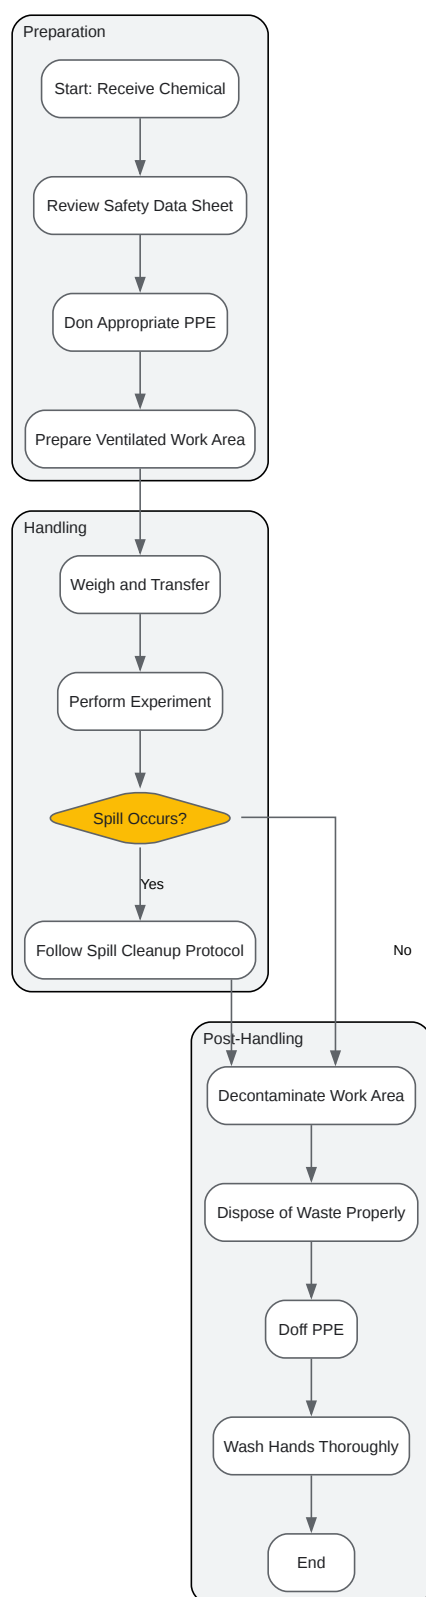 Preparation
Start: Receive Chemical
Review Safety Data Sheet
Don Appropriate PPE
Prepare Ventilated Work Area
Handling
Weigh and Transfer
Perform Experiment
Spill Occurs?
Yes
Follow Spill Cleanup Protocol
No
Post-Handling
Decontaminate Work Area
Dispose of Waste Properly
Doff PPE
Wash Hands Thoroughly
End